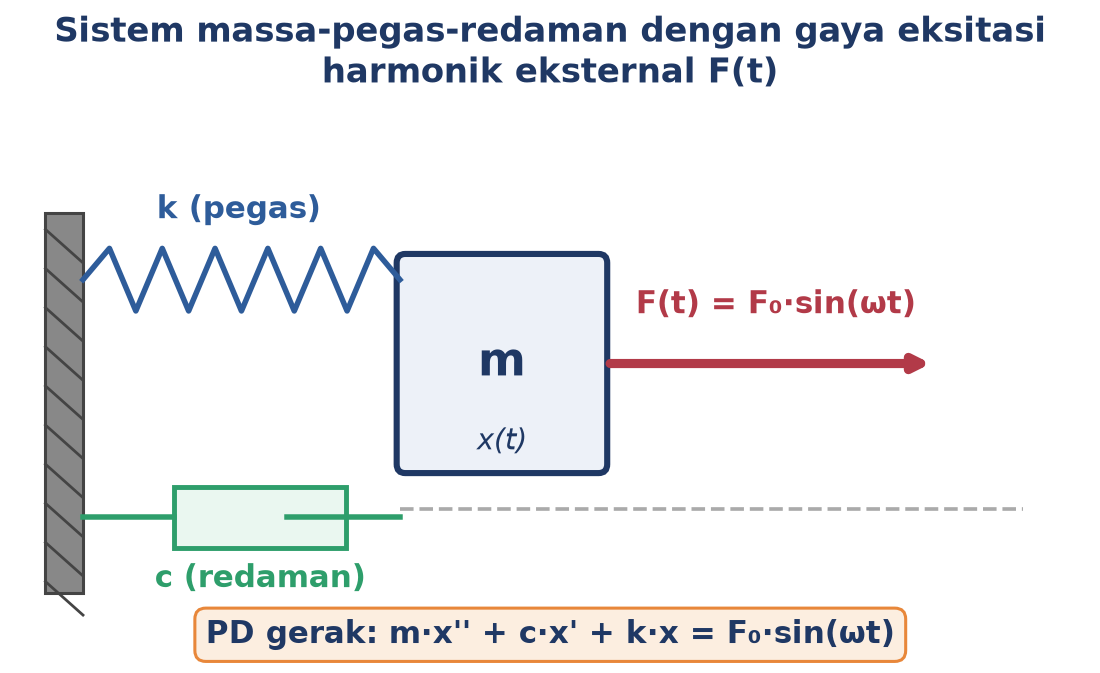 Sistem massa-pegas-redaman dengan gaya eksitasi
harmonik eksternal F(t)
k (pegas)
F(t) = F₀·sin(ωt)
m
x(t)
c (redaman)
PD gerak: m·x'' + c·x' + k·x = F₀·sin(ωt)